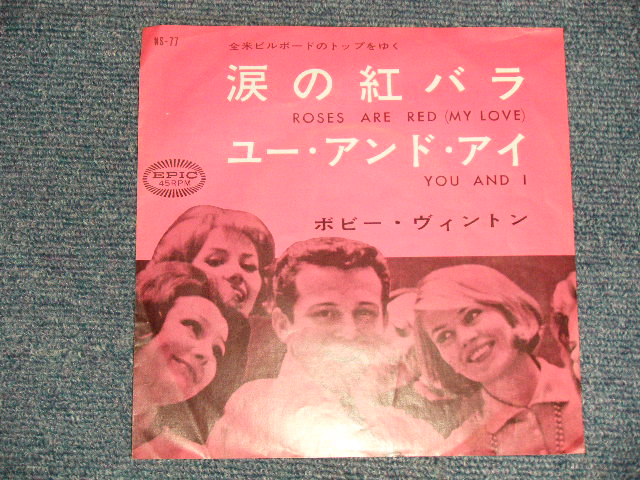 NS-77
全米ビルボードのトップをゆく
涙の紅バラ
ROSES ARE RED (MY LOVE)
ユー・アンド・アイ
YOU AND I
EPIC
45RPM
ボビー・ヴィントン